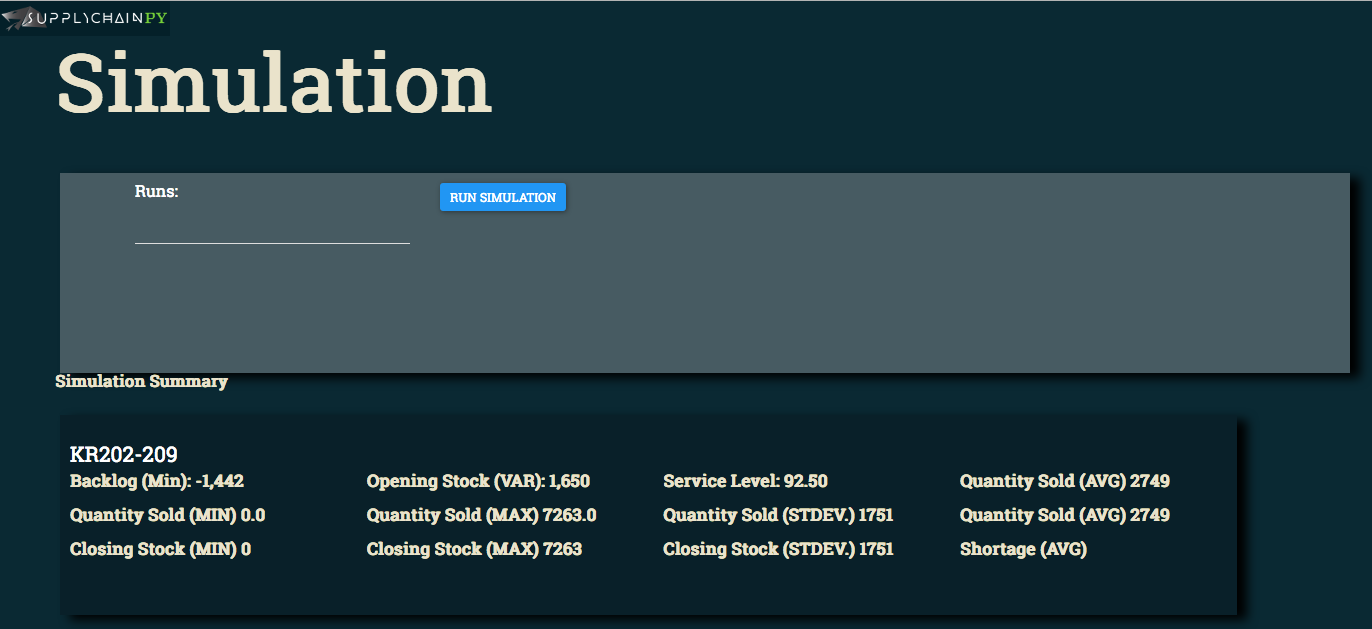 SUPPLYCHAINPY
Simulation
Runs:
RUN SIMULATION
Simulation Summary
KR202-209
Backlog (Min): -1,442 Opening Stock (VAR): 1,650 Service Level: 92.50 Quantity Sold (AVG) 2749
Quantity Sold (MIN) 0.0 Quantity Sold (MAX) 7263.0 Quantity Sold (STDEV.) 1751 Quantity Sold (AVG) 2749
Closing Stock (MIN) 0 Closing Stock (MAX) 7263 Closing Stock (STDEV.) 1751 Shortage (AVG)